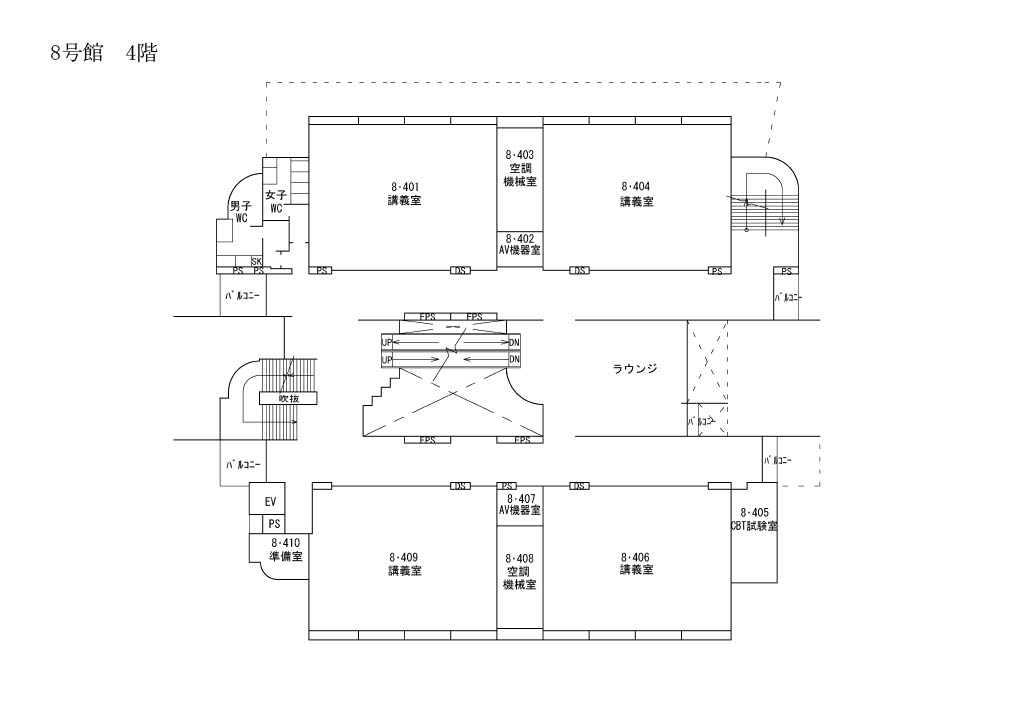 8号館　4階
8・401
講義室
8・403
空調
機械室
8・404
講義室
8・402
AV機器室
女子
WC
男子
WC
SK
PS
PS
PS
DS
DS
PS
PS
バルコニー
バルコニー
EPS
EPS
UP
DN
UP
DN
ラウンジ
吹抜
バルコニー
EPS
EPS
バルコニー
バルコニー
EV
PS
DS
PS
DS
8・407
AV機器室
8・405
CBT試験室
8・410
準備室
8・409
講義室
8・408
空調
機械室
8・406
講義室